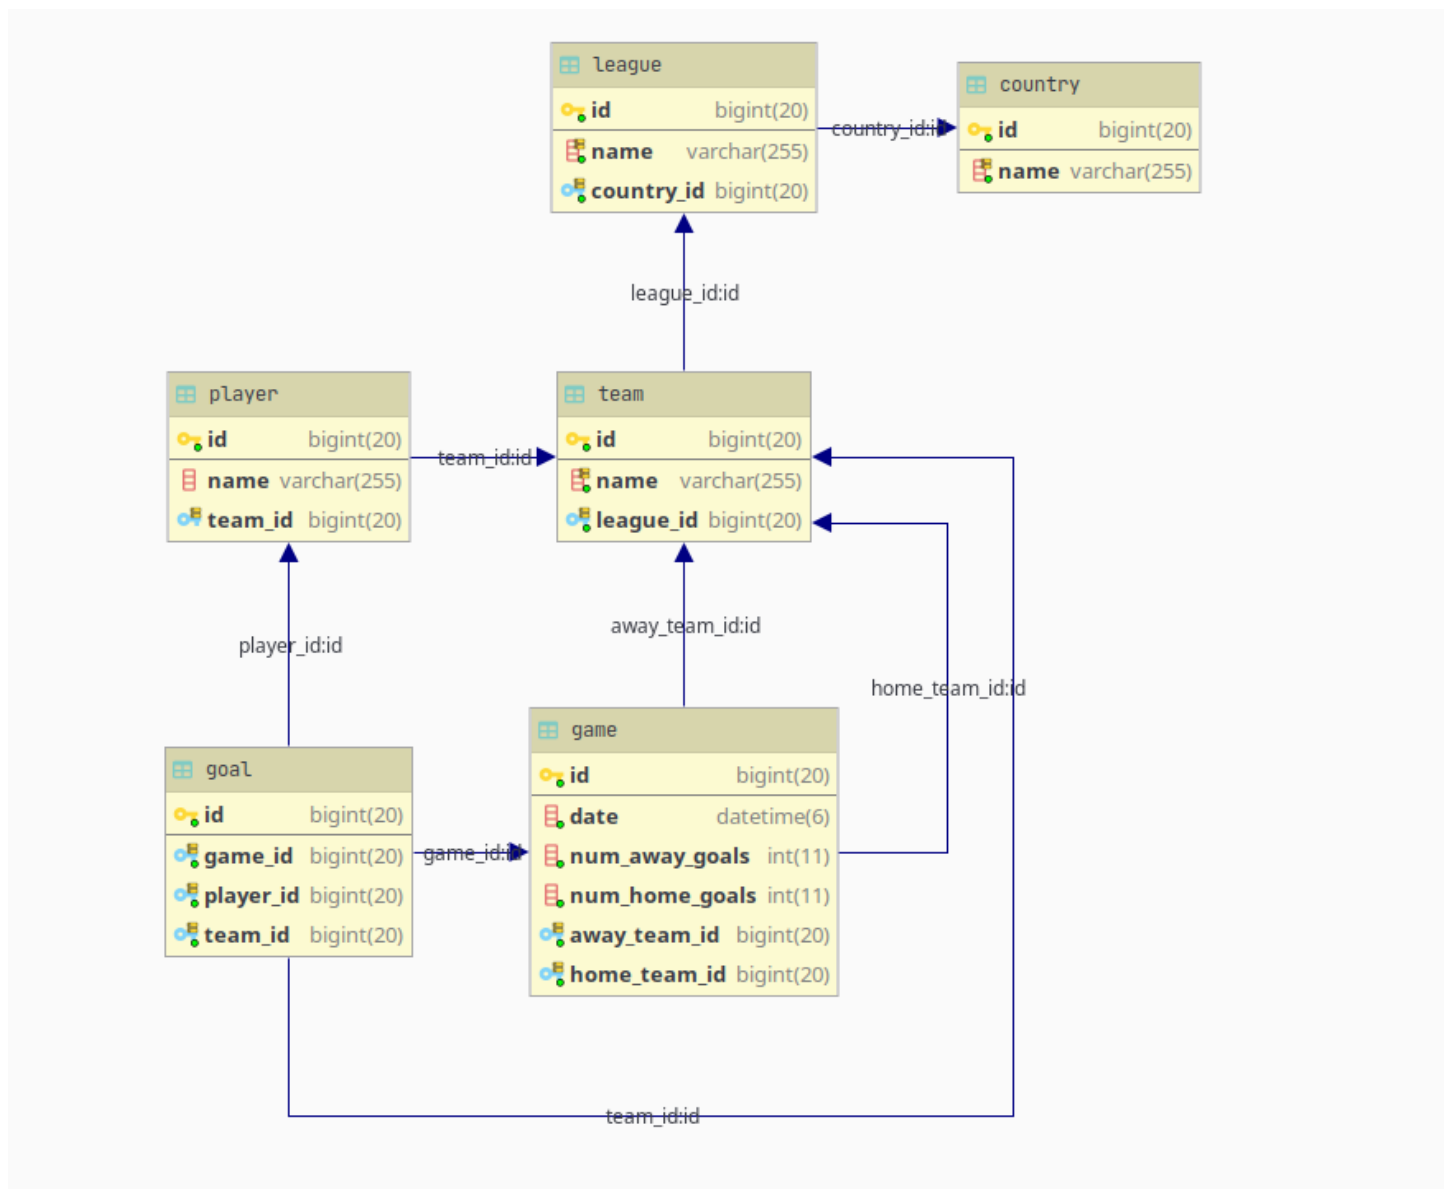 league
id bigint(20)
name varchar(255)
country_id bigint(20)
country_id:id
country
id bigint(20)
name varchar(255)
league_id:id
player
id bigint(20)
name varchar(255)
team_id bigint(20)
team_id:id
team
id bigint(20)
name varchar(255)
league_id bigint(20)
player_id:id
away_team_id:id
home_team_id:id
goal
id bigint(20)
game_id bigint(20)
player_id bigint(20)
team_id bigint(20)
game_id:id
game
id bigint(20)
date datetime(6)
num_away_goals int(11)
num_home_goals int(11)
away_team_id bigint(20)
home_team_id bigint(20)
team_id:id